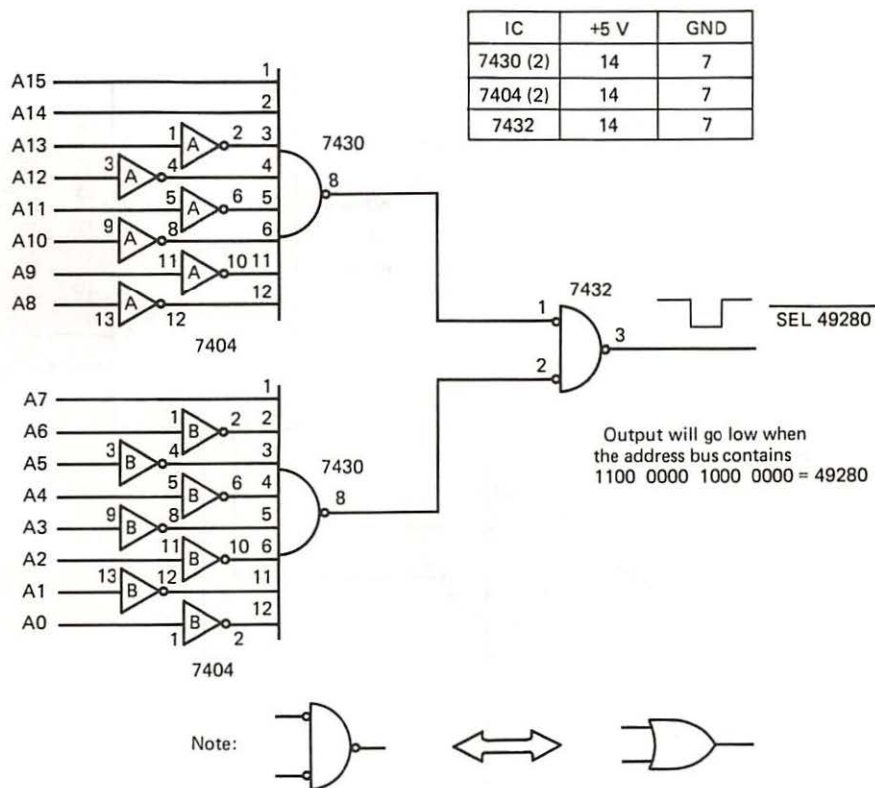 IC +5 V GND
7430 (2) 14 7
7404 (2) 14 7
7432 14 7
A15 1
A14 2
A13 1 A 2 3 7430
A12 3 A 4 4 8
A11 5 A 6 5
A10 9 A 8 6
A9 11 A 10 11
A8 13 A 12 12
7404
7432
1
2
3
SEL 49280
A7 1
A6 1 B 2 2
A5 3 B 4 3 7430
A4 5 B 6 4 8
A3 9 B 8 5
A2 11 B 10 6
A1 13 B 12 11
A0 1 B 2 12
7404
Output will go low when
the address bus contains
1100 0000 1000 0000 = 49280
Note: